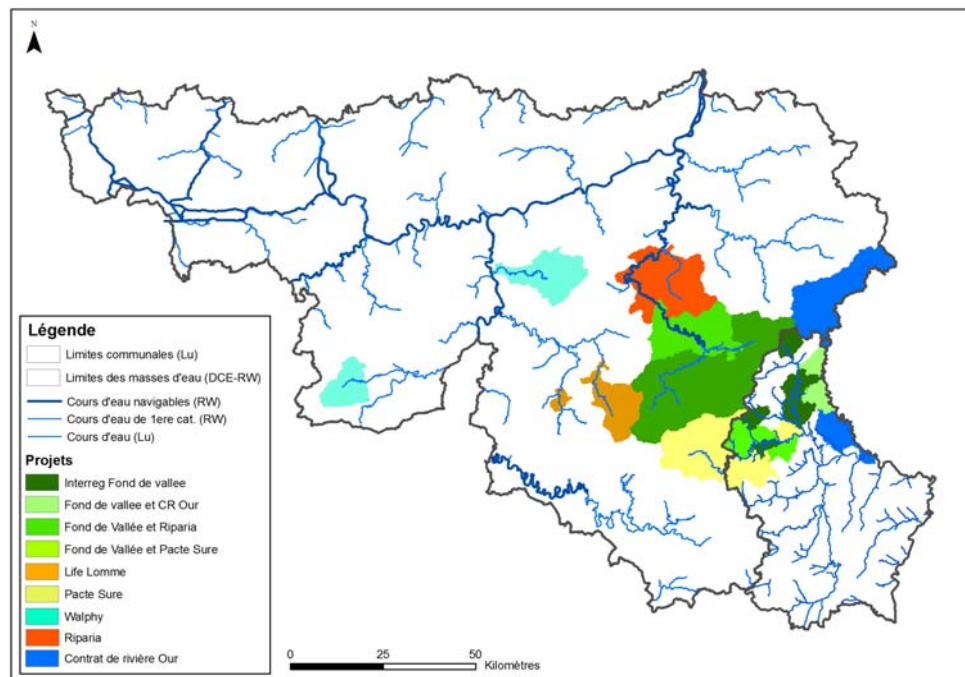 N
Légende
Limites communales (Lu)
Limites des masses d'eau (DCE-RW)
Cours d'eau navigables (RW)
Cours d'eau de 1ere cat. (RW)
Cours d'eau (Lu)
Projets
Interreg Fond de vallee
Fond de vallee et CR Our
Fond de Vallée et Riparia
Fond de Vallée et Pacte Sure
Life Lomme
Pacte Sure
Walphy
Riparia
Contrat de rivière Our
0 25 50
Kilomètres